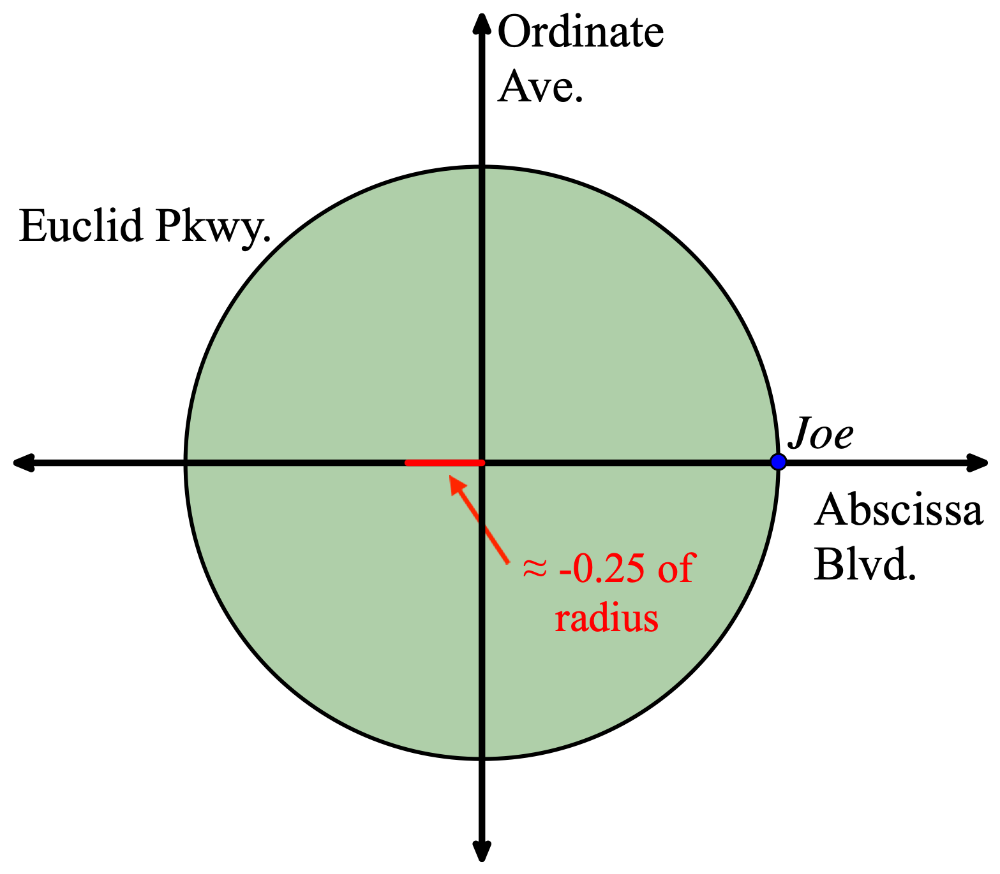 Ordinate
Ave.
Euclid Pkwy.
Joe
Abscissa
Blvd.
≈ -0.25 of
radius